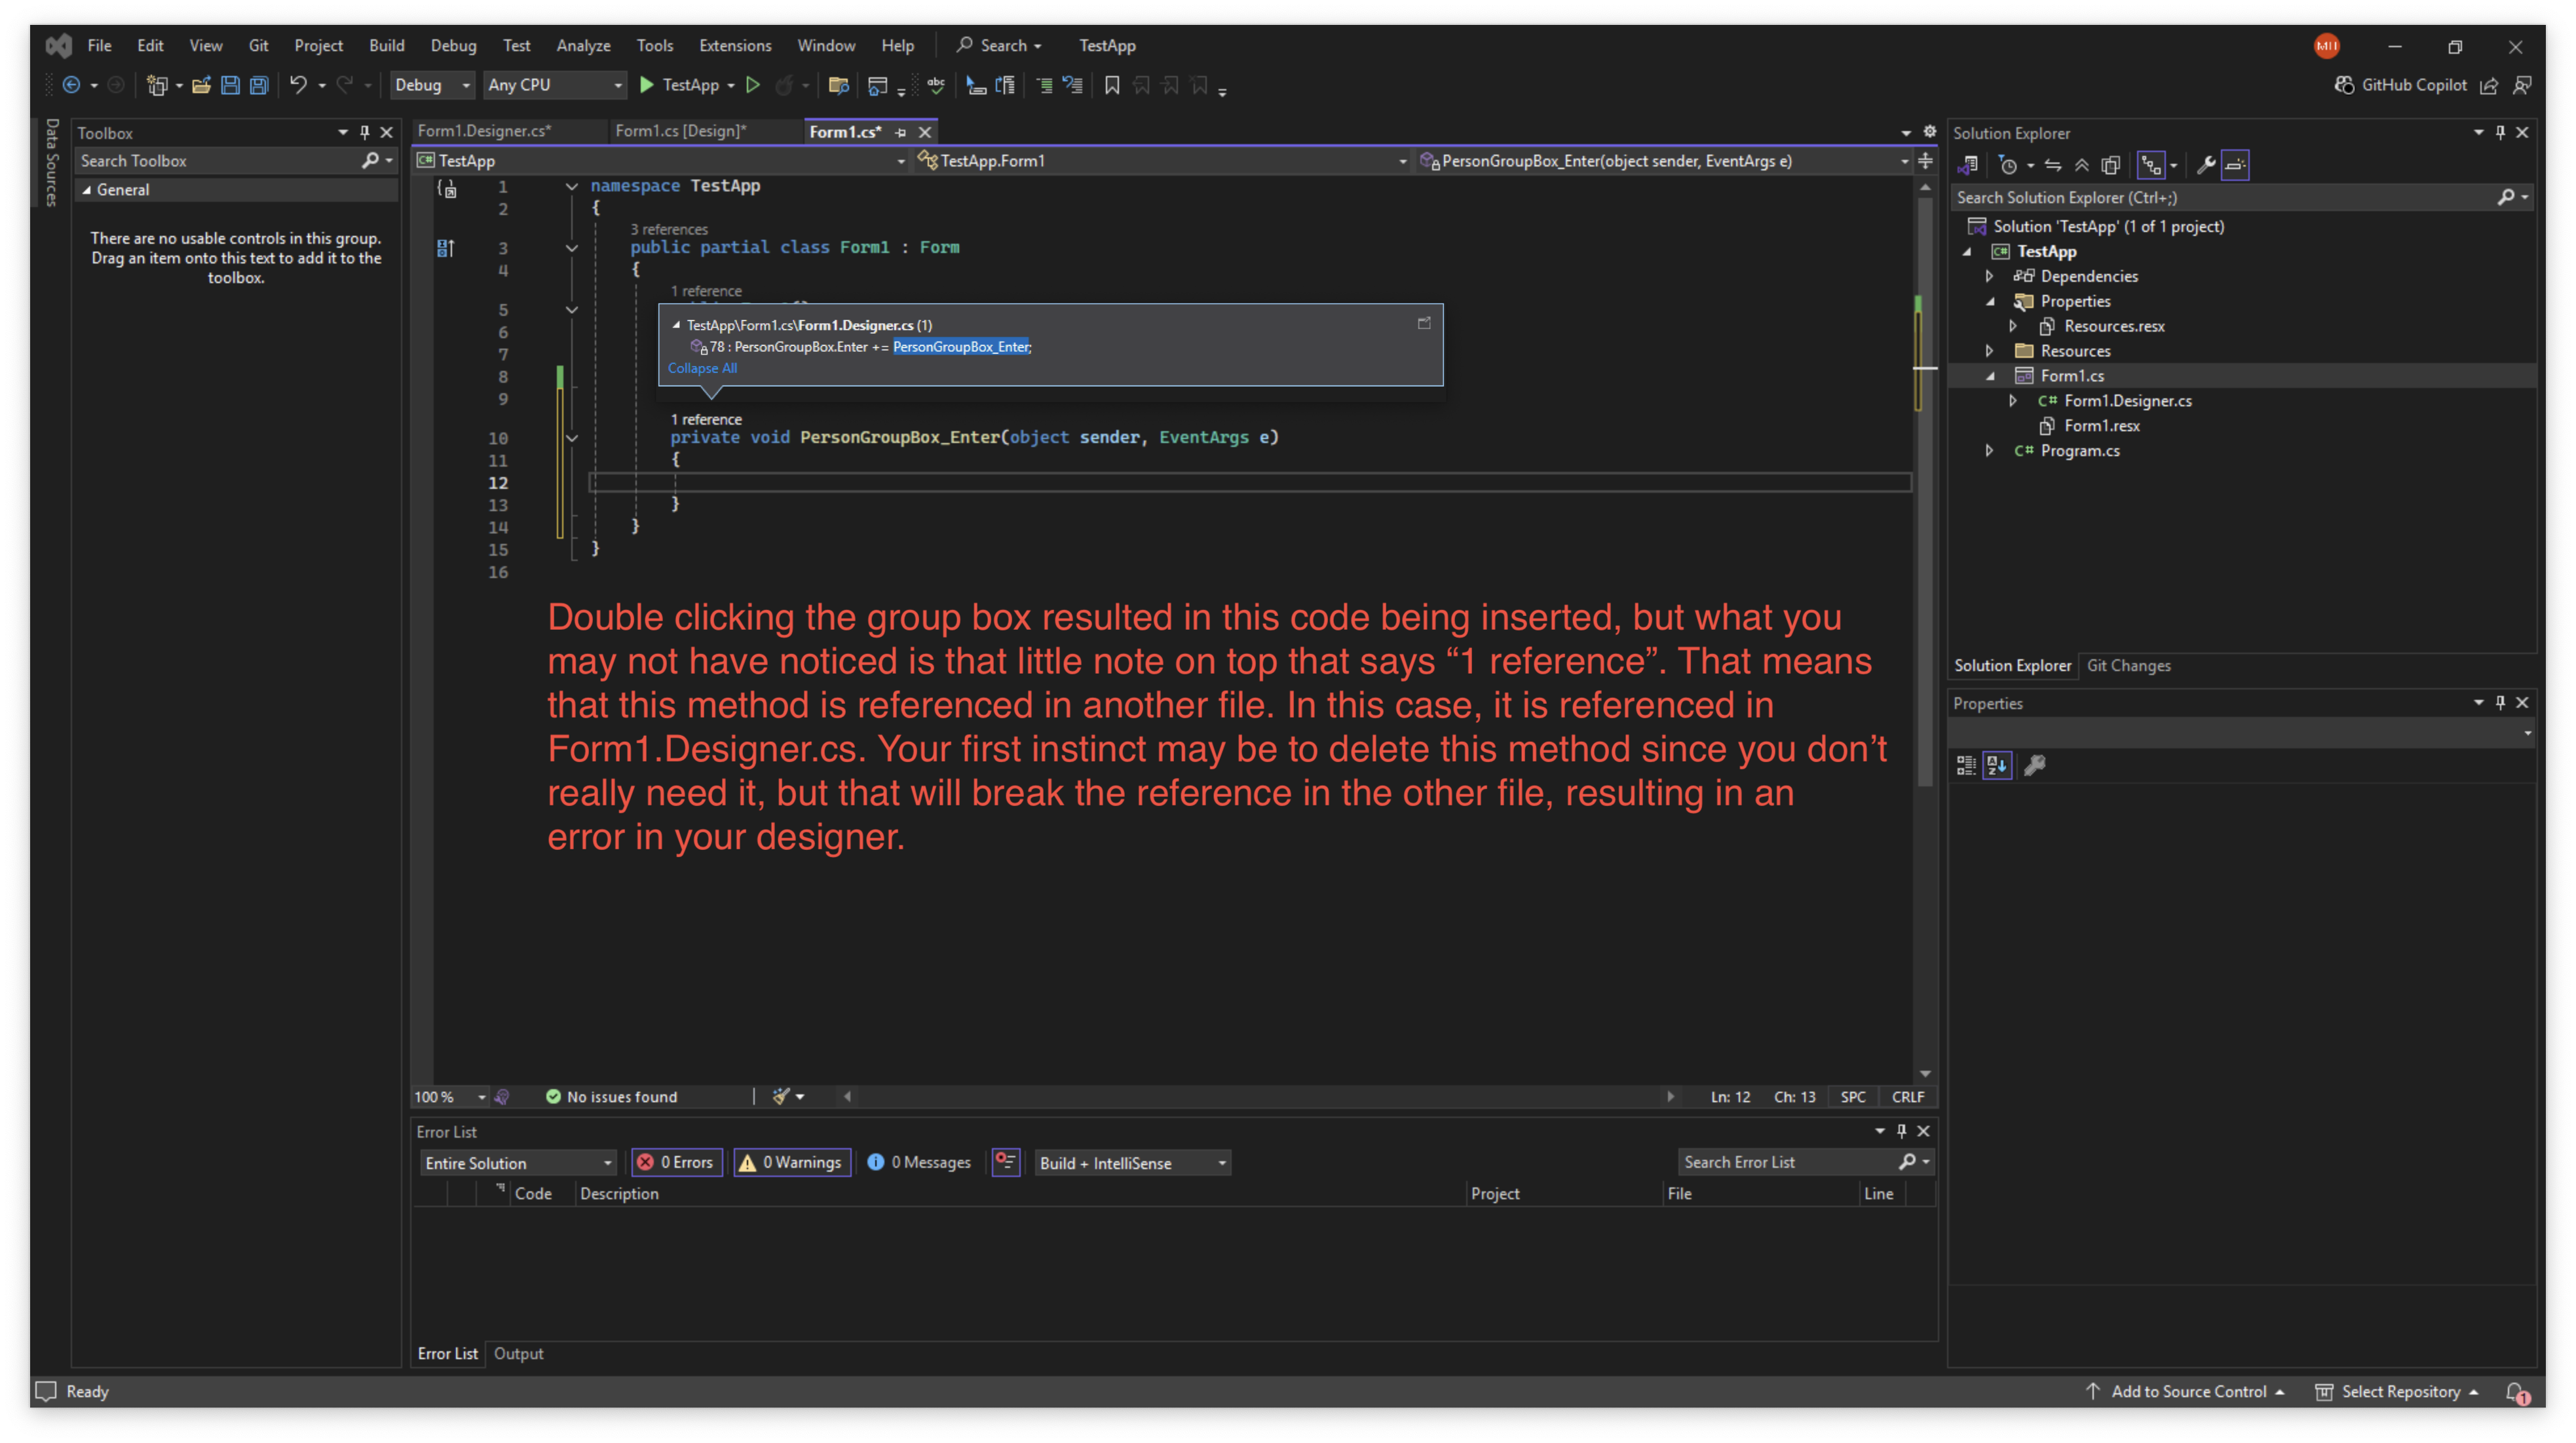 File Edit View Git Project Build Debug Test Analyze Tools Extensions Window Help Search TestApp MII
Debug Any CPU TestApp abc GitHub Copilot
Data Sources
Toolbox
Search Toolbox
General
There are no usable controls in this group.
Drag an item onto this text to add it to the
toolbox.
Form1.Designer.cs* Form1.cs [Design]* Form1.cs*
C# TestApp TestApp.Form1 PersonGroupBox_Enter(object sender, EventArgs e)
1 namespace TestApp
2 {
3 references
3 public partial class Form1 : Form
4 {
1 reference
5
6
7
8
9
TestApp\Form1.cs\Form1.Designer.cs (1)
78 : PersonGroupBox.Enter += PersonGroupBox_Enter;
Collapse All
1 reference
10 private void PersonGroupBox_Enter(object sender, EventArgs e)
11 {
12
13 }
14 }
15 }
16
Double clicking the group box resulted in this code being inserted, but what you
may not have noticed is that little note on top that says “1 reference”. That means
that this method is referenced in another file. In this case, it is referenced in
Form1.Designer.cs. Your first instinct may be to delete this method since you don’t
really need it, but that will break the reference in the other file, resulting in an
error in your designer.
100 % No issues found Ln: 12 Ch: 13 SPC CRLF
Error List
Entire Solution 0 Errors 0 Warnings 0 Messages Build + IntelliSense Search Error List
Code Description Project File Line
Error List Output
Solution Explorer
Search Solution Explorer (Ctrl+;)
Solution 'TestApp' (1 of 1 project)
C# TestApp
Dependencies
Properties
Resources.resx
Resources
Form1.cs
C# Form1.Designer.cs
Form1.resx
C# Program.cs
Solution Explorer Git Changes
Properties
Ready Add to Source Control Select Repository 1